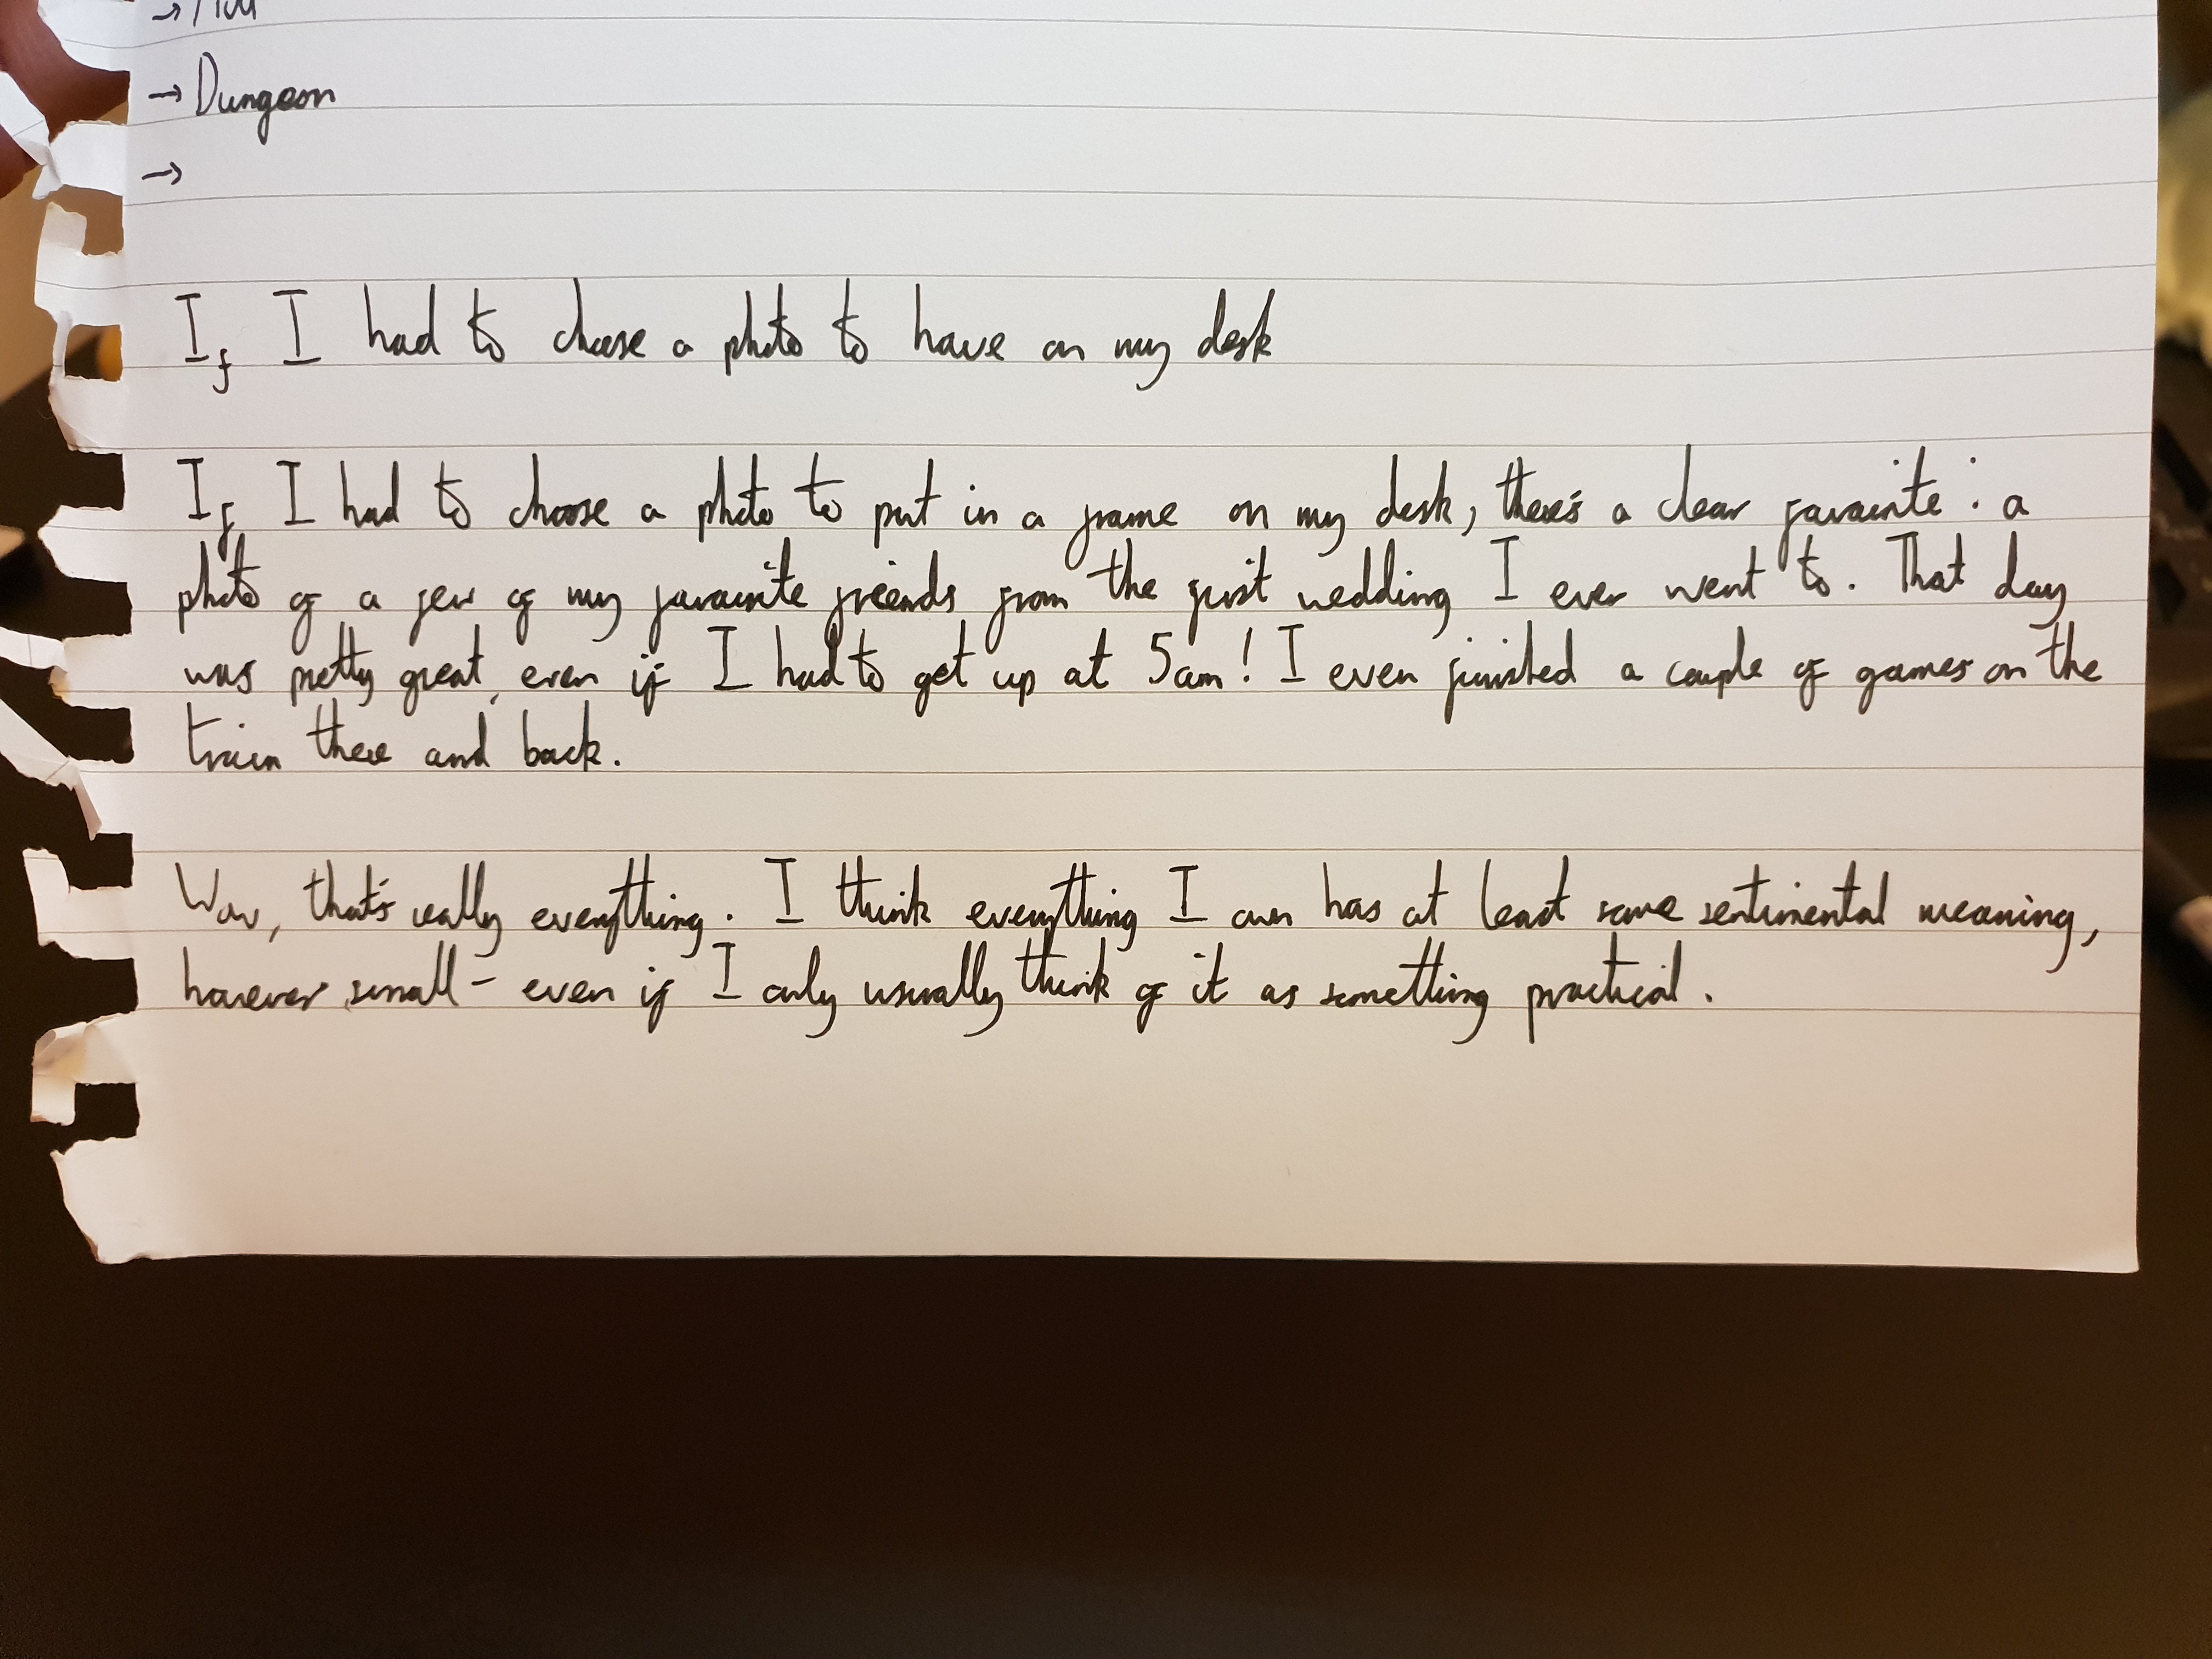 →
→ Dungeon
→
If I had to choose a photo to have on my desk
If I had to choose a photo to put in a frame on my desk, there's a clear favourite: a
photo of a few of my favourite friends from the first wedding I ever went to. That day
was pretty great, even if I had to get up at 5am! I even finished a couple of games on the
train there and back.
Wow, that's really everything. I think everything I own has at least some sentimental meaning,
however small - even if I only usually think of it as something practical.